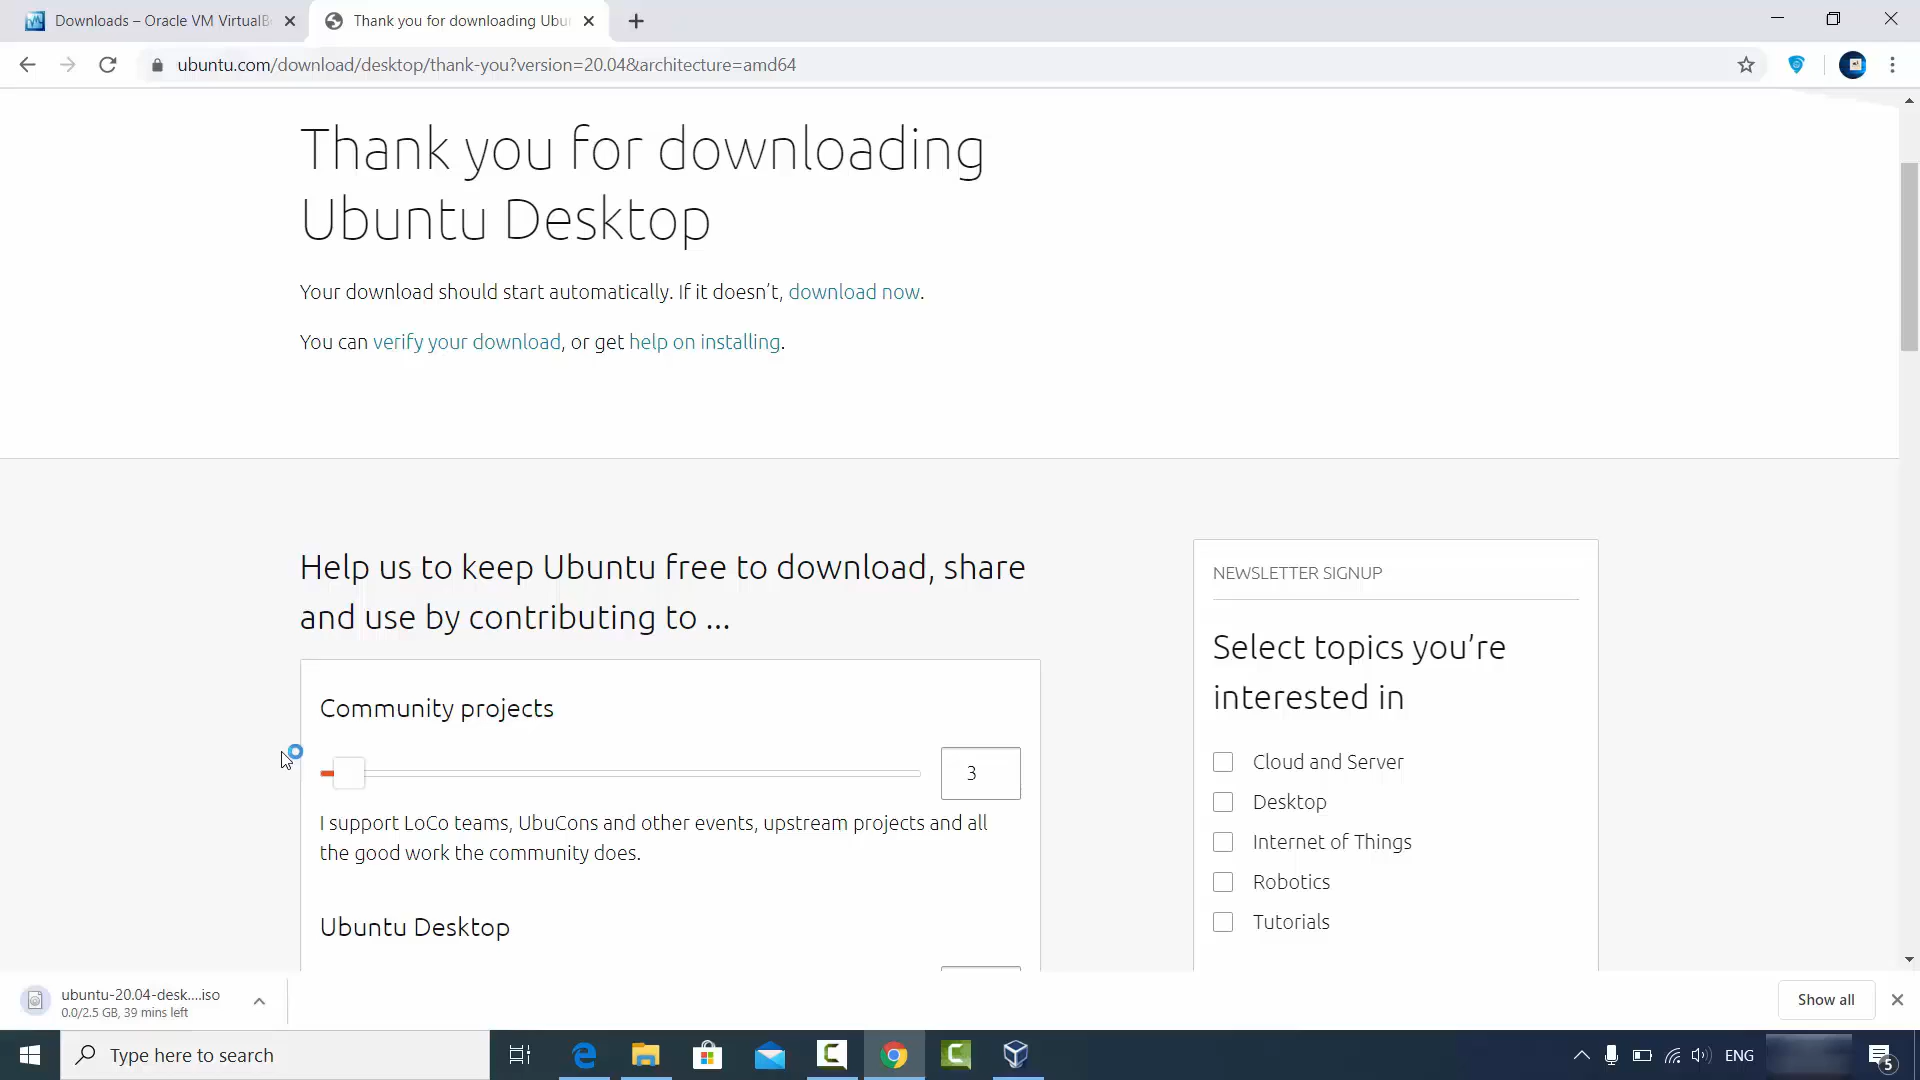 Downloads – Oracle VM VirtualB
Thank you for downloading Ubu
ubuntu.com/download/desktop/thank-you?version=20.04&architecture=amd64
Thank you for downloading
Ubuntu Desktop
Your download should start automatically. If it doesn’t, download now.
You can verify your download, or get help on installing.
Help us to keep Ubuntu free to download, share
and use by contributing to ...
Community projects
3
I support LoCo teams, UbuCons and other events, upstream projects and all
the good work the community does.
Ubuntu Desktop
NEWSLETTER SIGNUP
Select topics you’re
interested in
Cloud and Server
Desktop
Internet of Things
Robotics
Tutorials
ubuntu-20.04-desk....iso
0.0/2.5 GB, 39 mins left
Show all
Type here to search
ENG
5